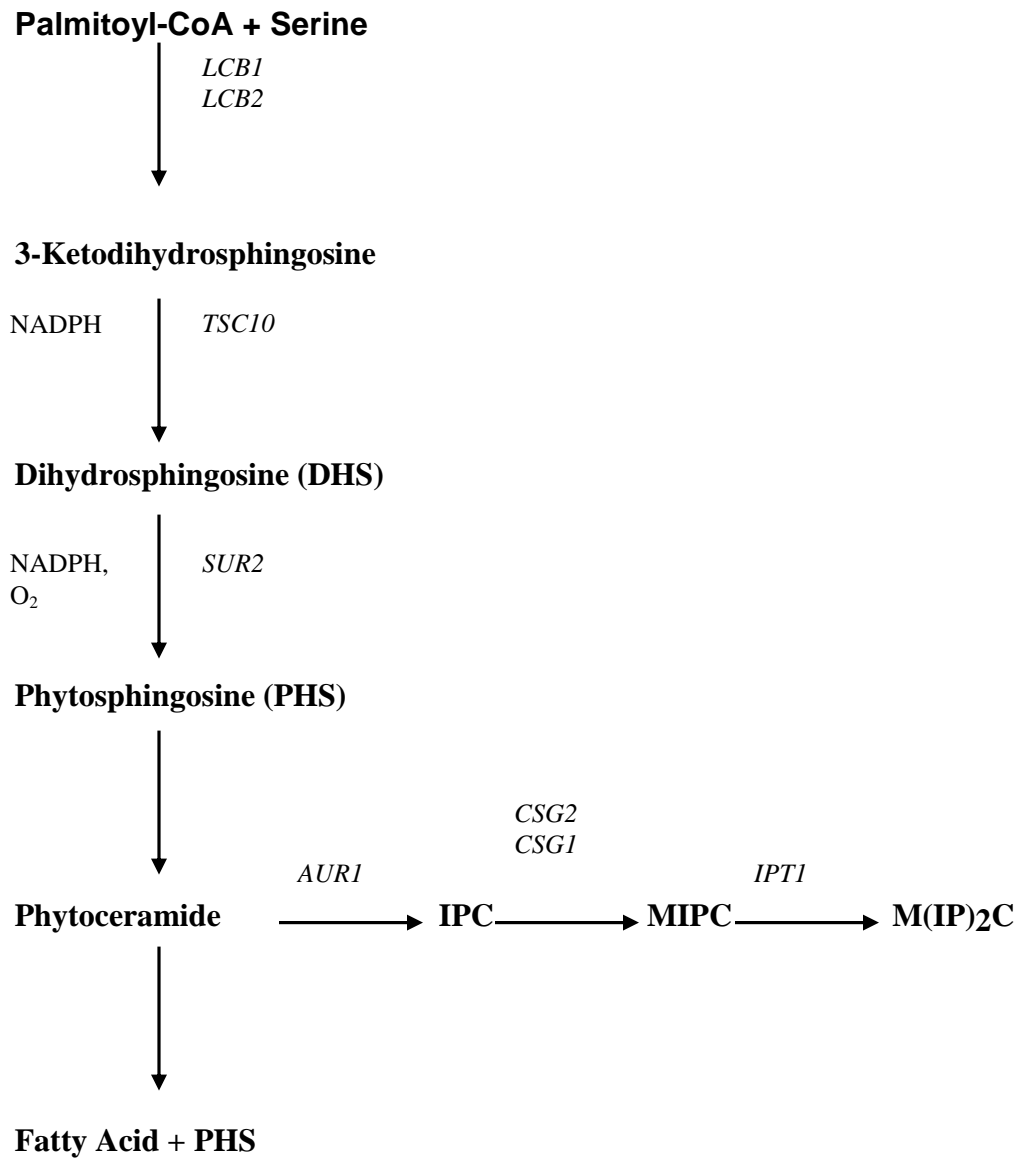 Palmitoyl-CoA + Serine
LCB1
LCB2
3-Ketodihydrosphingosine
NADPH
TSC10
Dihydrosphingosine (DHS)
NADPH,
O₂
SUR2
Phytosphingosine (PHS)
CSG2
CSG1
AUR1
IPT1
Phytoceramide
IPC
MIPC
M(IP)2C
Fatty Acid + PHS